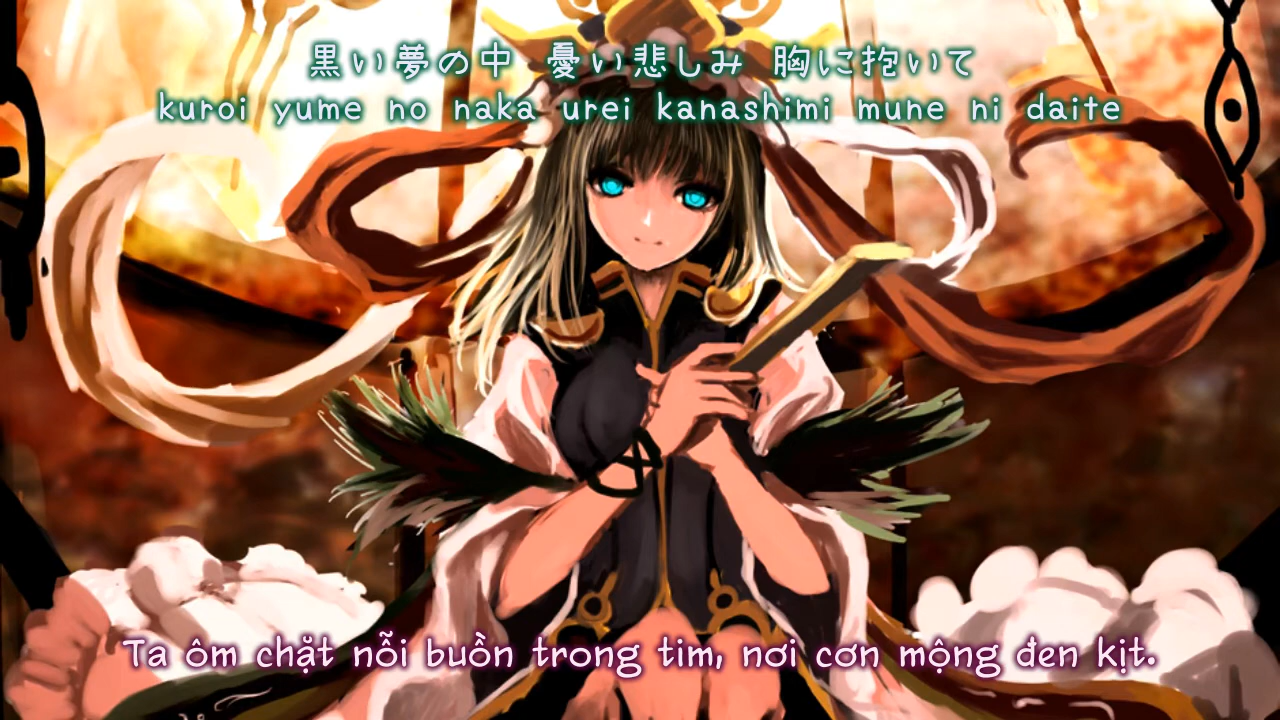 黒い夢の中 憂い悲しみ 胸に抱いて
kuroi yume no naka urei kanashimi mune ni daite
Ta ôm chặt nỗi buồn trong tim, nơi cơn mộng đen kịt.